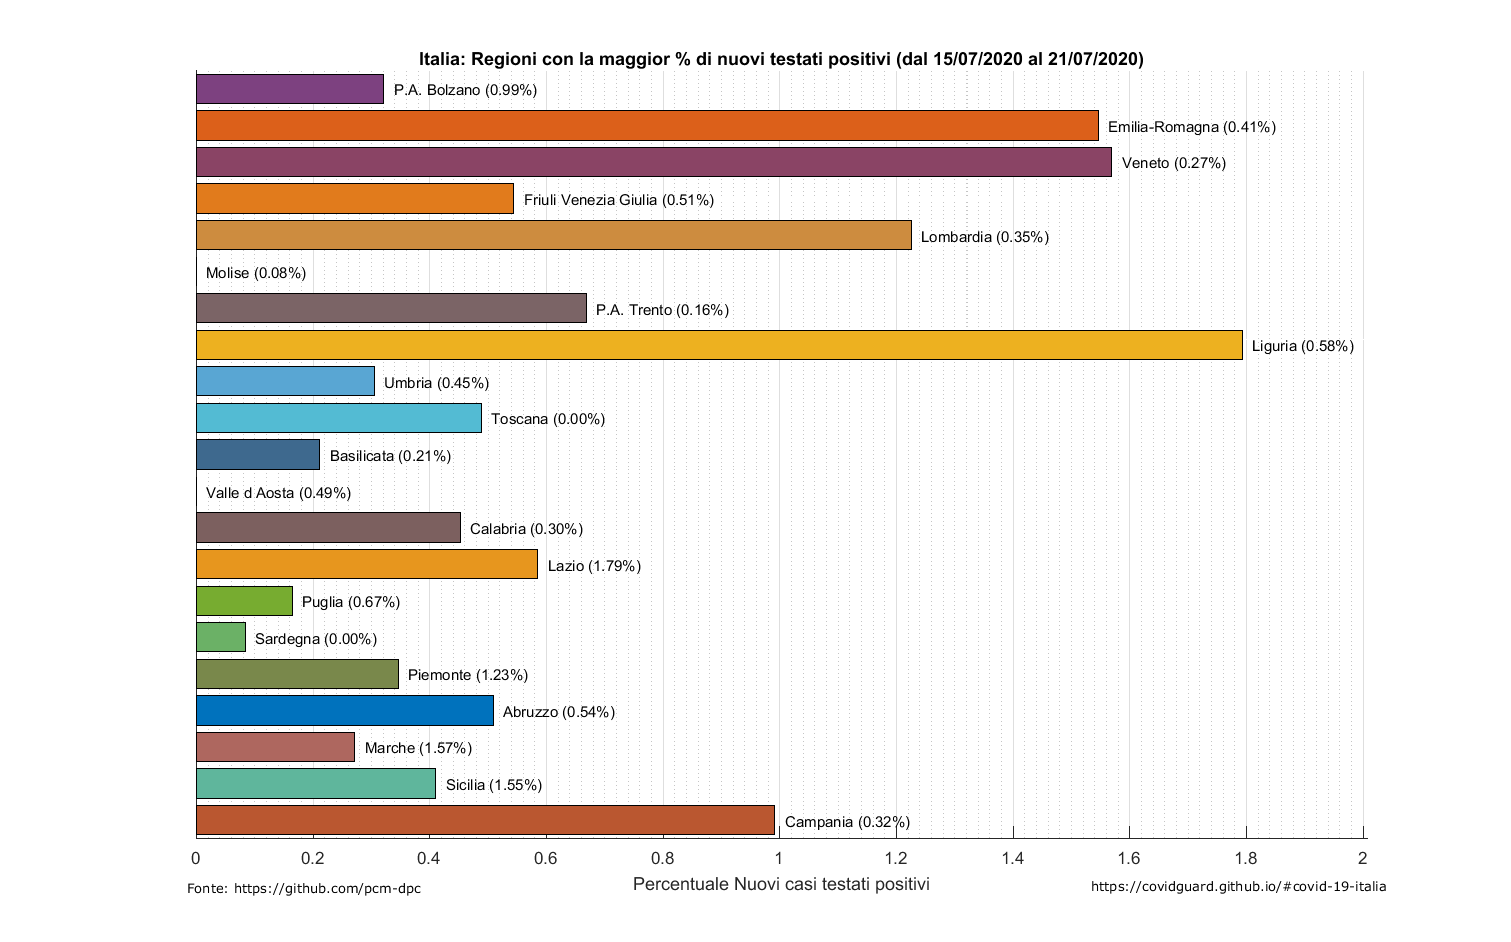 Italia: Regioni con la maggior % di nuovi testati positivi (dal 15/07/2020 al 21/07/2020)
P.A. Bolzano (0.99%)
Emilia-Romagna (0.41%)
Veneto (0.27%)
Friuli Venezia Giulia (0.51%)
Lombardia (0.35%)
Molise (0.08%)
P.A. Trento (0.16%)
Liguria (0.58%)
Umbria (0.45%)
Toscana (0.00%)
Basilicata (0.21%)
Valle d Aosta (0.49%)
Calabria (0.30%)
Lazio (1.79%)
Puglia (0.67%)
Sardegna (0.00%)
Piemonte (1.23%)
Abruzzo (0.54%)
Marche (1.57%)
Sicilia (1.55%)
Campania (0.32%)
0 0.2 0.4 0.6 0.8 1 1.2 1.4 1.6 1.8 2
Percentuale Nuovi casi testati positivi
Fonte: https://github.com/pcm-dpc
https://covidguard.github.io/#covid-19-italia